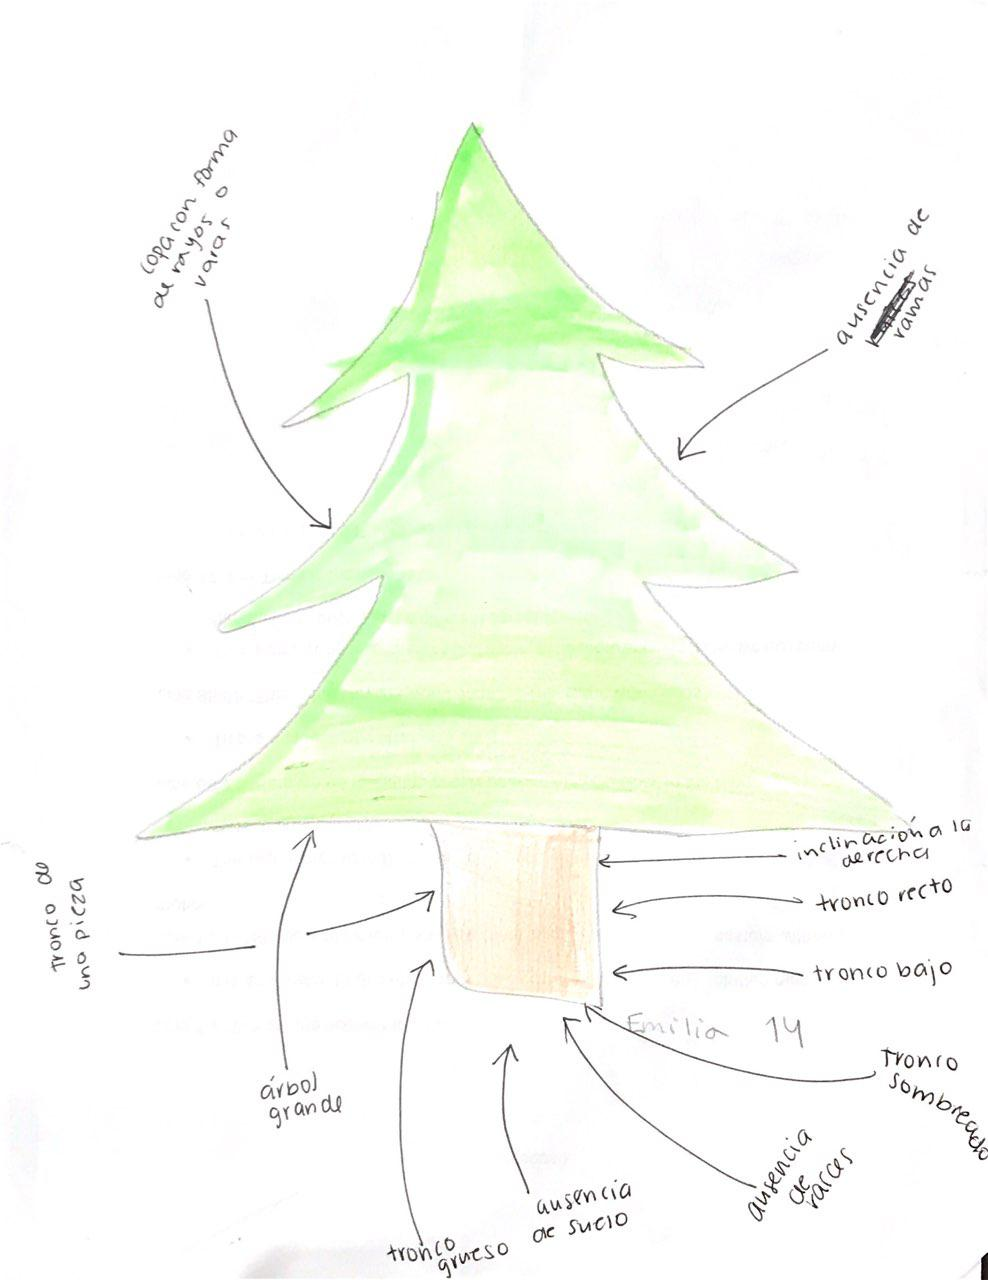 copa con forma
de rayos o
varas
ausencia de
ramas
inclinación a la
derecha
tronco de
una pieza
tronco recto
tronco bajo
Emilia 14
tronco
sombreado
árbol
grande
ausencia
de raíces
ausencia
de suelo
tronco
grueso